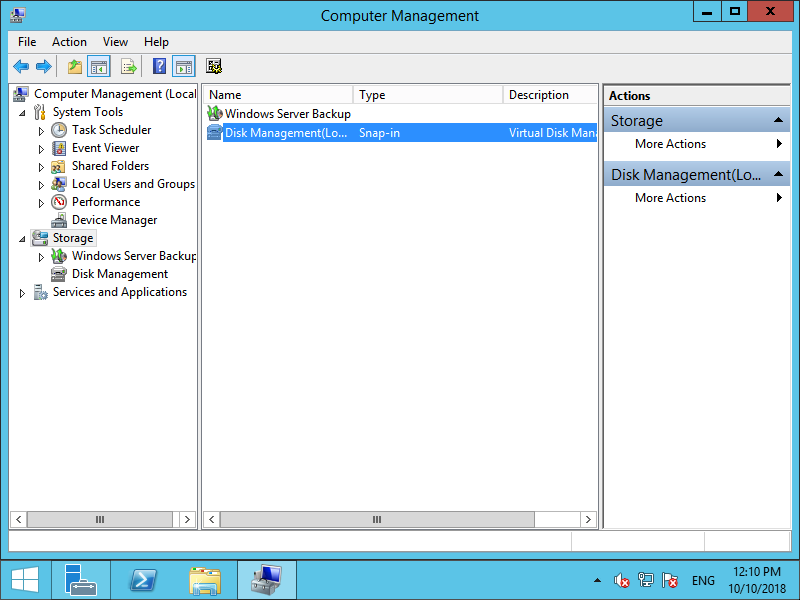 Computer Management
File Action View Help
Computer Management (Local
System Tools
Task Scheduler
Event Viewer
Shared Folders
Local Users and Groups
Performance
Device Manager
Storage
Windows Server Backup
Disk Management
Services and Applications
Name Type Description
Windows Server Backup
Disk Management(Lo... Snap-in Virtual Disk Mana
Actions
Storage
More Actions
Disk Management(Lo...
More Actions
ENG
12:10 PM
10/10/2018